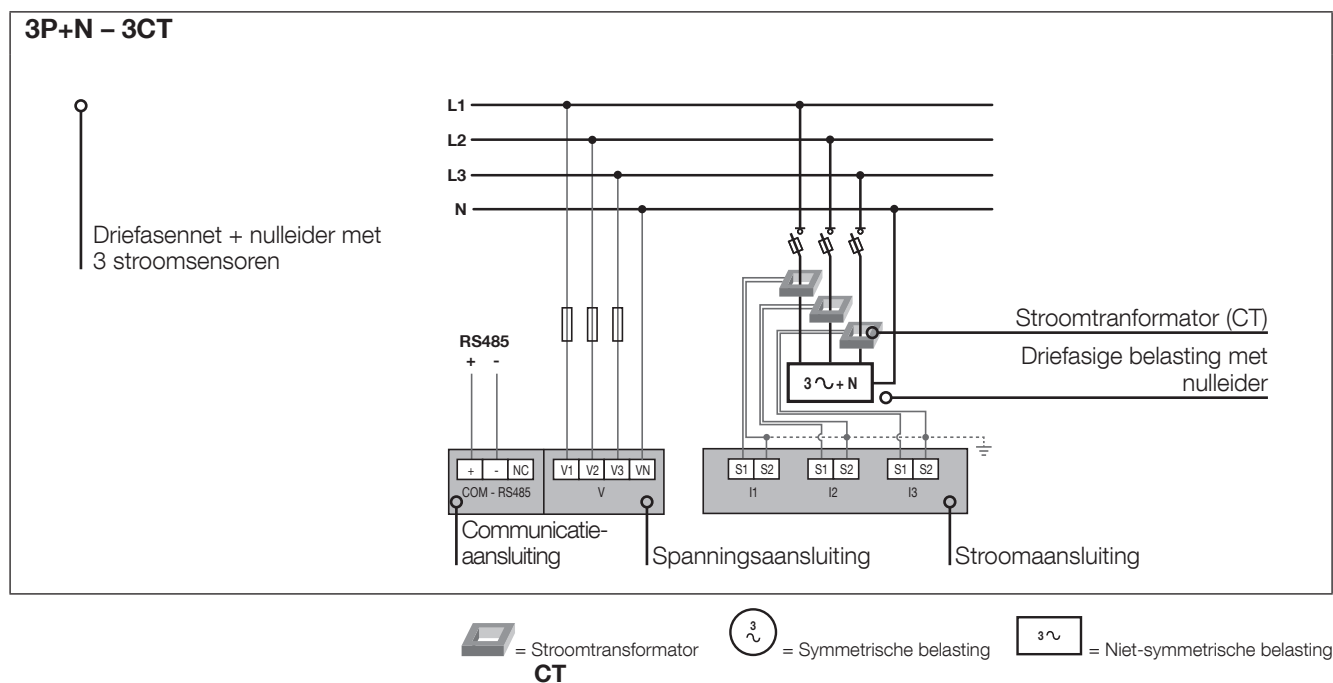 3P+N – 3CT
L1
L2
L3
N
Driefasennet + nulleider met
3 stroomsensoren
RS485
+ -
Stroomtranformator (CT)
Driefasige belasting met
nulleider
3 ∿ + N
+ - NC
COM - RS485
V1 V2 V3 VN
V
S1 S2
I1
S1 S2
I2
S1 S2
I3
Communicatie-
aansluiting
Spanningsaansluiting
Stroomaansluiting
= Stroomtransformator
CT
3
∿
= Symmetrische belasting
3∿
= Niet-symmetrische belasting